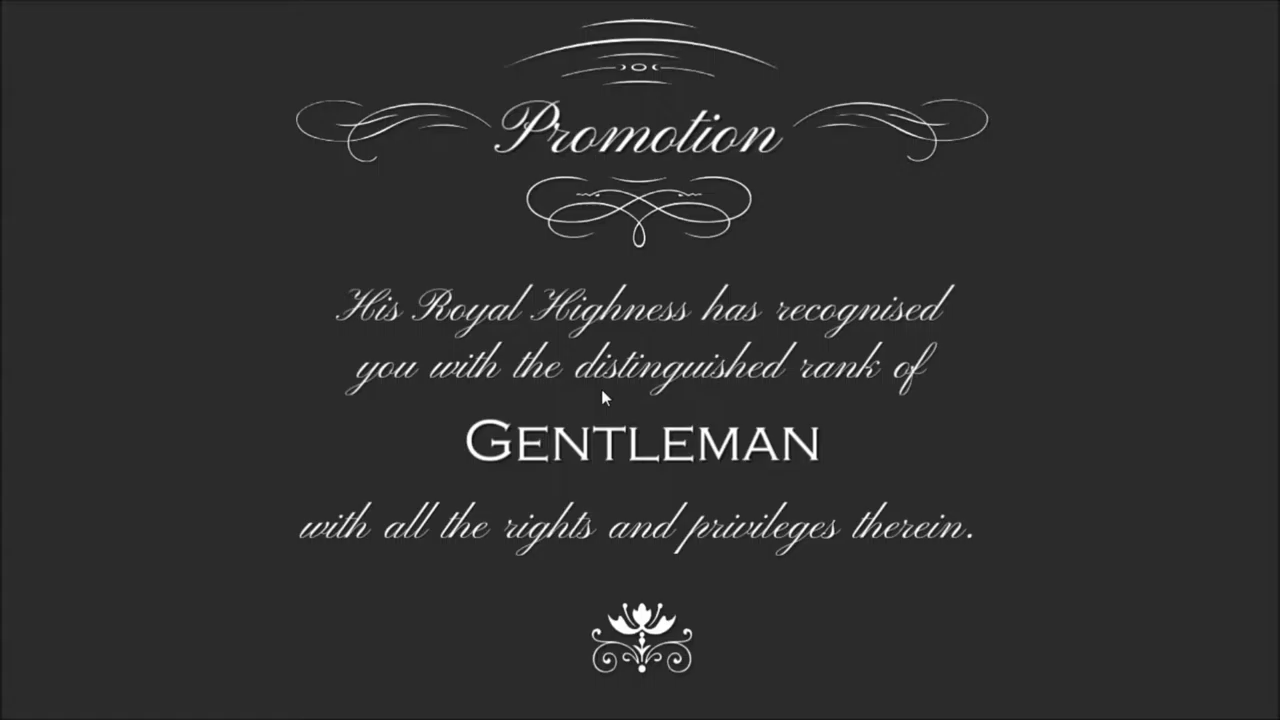 Promotion
His Royal Highness has recognised
you with the distinguished rank of
GENTLEMAN
with all the rights and privileges therein.